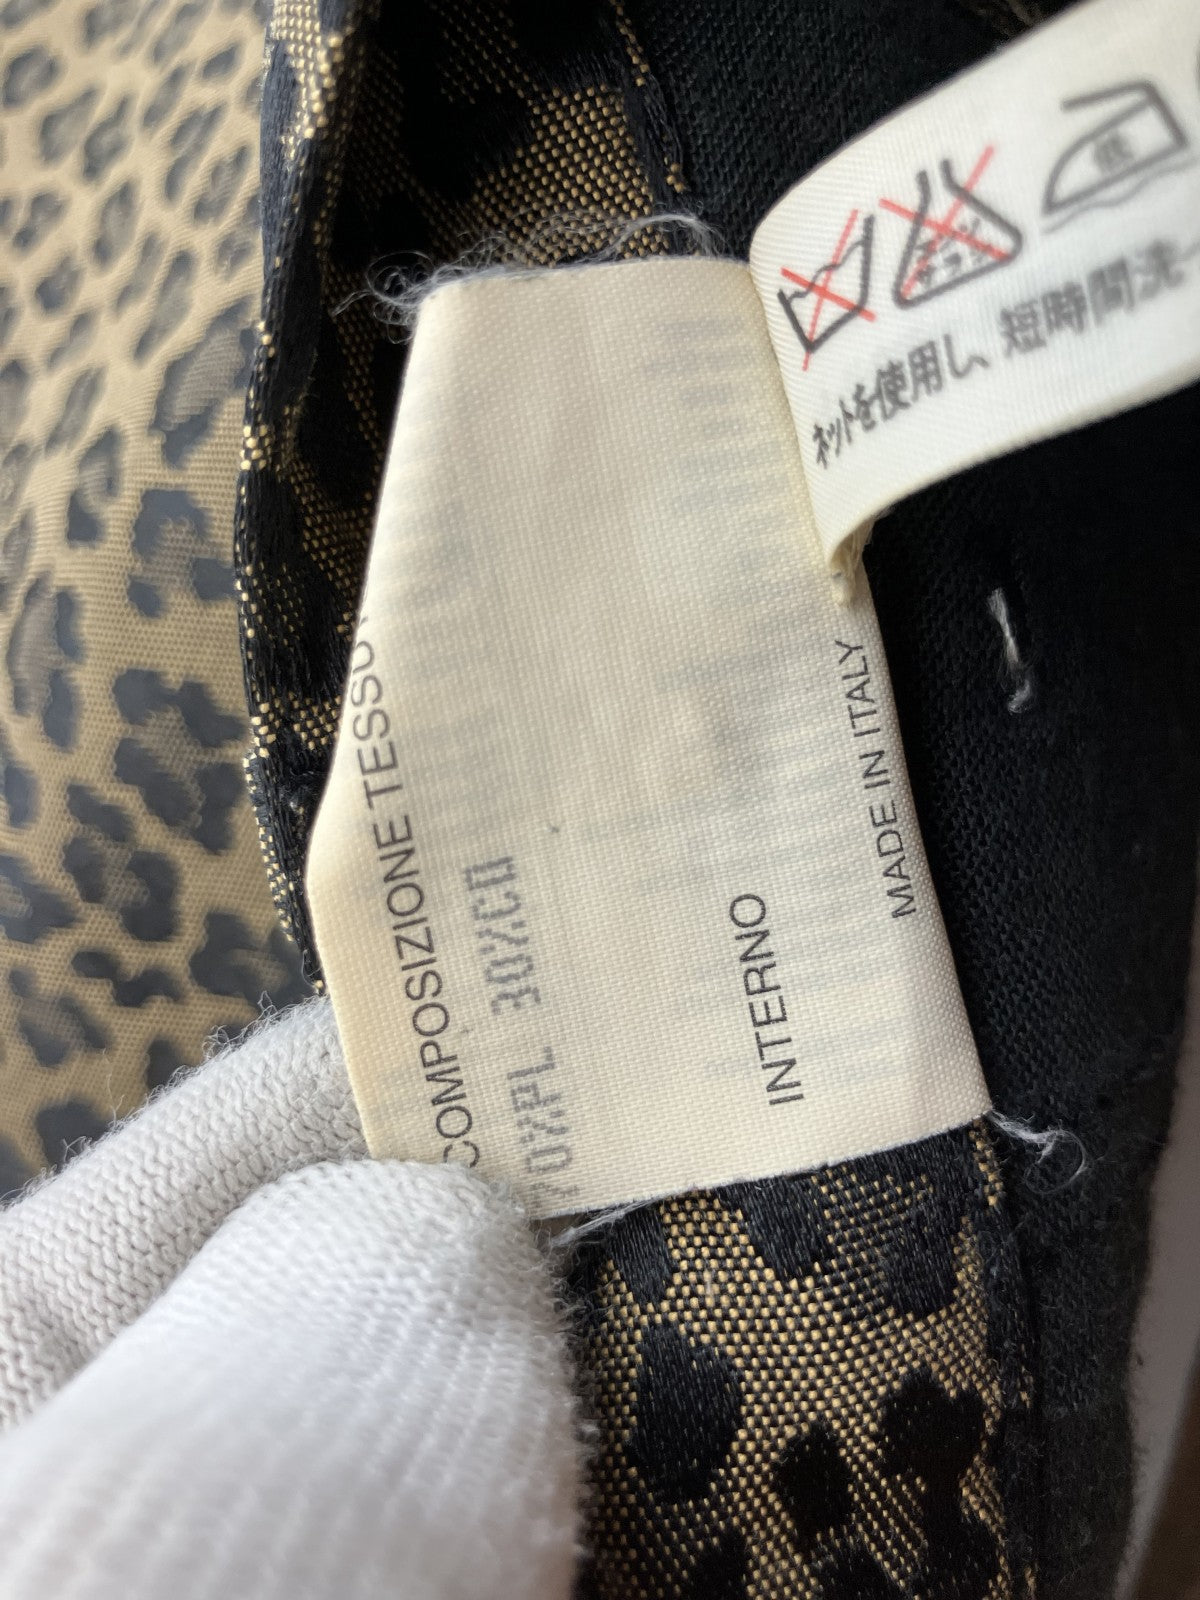 COMPOSIZIONE TESSU
70%PL 30%CO
INTERNO
MADE IN ITALY
低
ネットを使用し、短時間洗